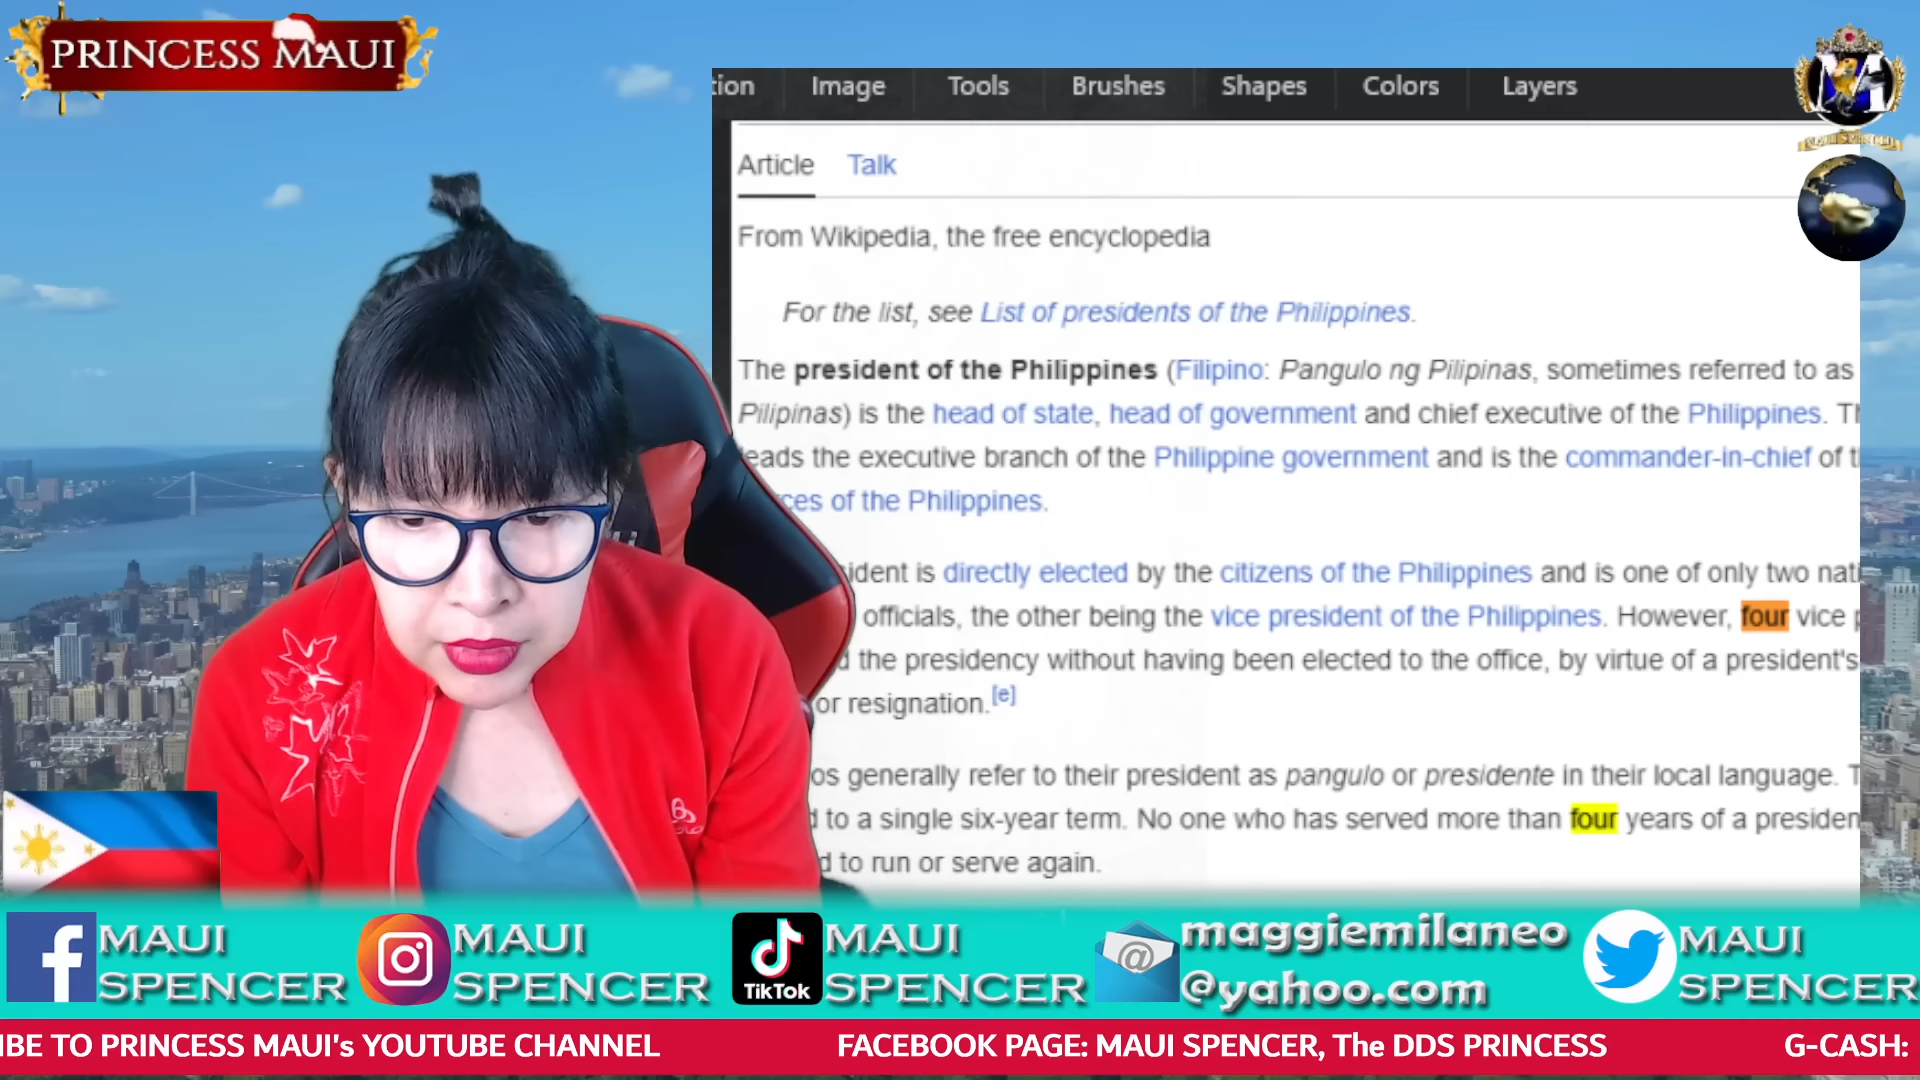 PRINCESS MAUI
Image Tools Brushes Shapes Colors Layers
Article Talk
From Wikipedia, the free encyclopedia
For the list, see List of presidents of the Philippines.
The president of the Philippines (Filipino: Pangulo ng Pilipinas, sometimes referred to as
Pilipinas) is the head of state, head of government and chief executive of the Philippines.
eads the executive branch of the Philippine government and is the commander-in-chief of
ces of the Philippines.
ident is directly elected by the citizens of the Philippines and is one of only two nati
officials, the other being the vice president of the Philippines. However, four vice
the presidency without having been elected to the office, by virtue of a president's
or resignation.[e]
os generally refer to their president as pangulo or presidente in their local language.
to a single six-year term. No one who has served more than four years of a presiden
d to run or serve again.
MAUI SPENCER
MAUI SPENCER
TikTok
MAUI SPENCER
maggiemilaneo
@yahoo.com
MAUI SPENCER
IBE TO PRINCESS MAUI's YOUTUBE CHANNEL FACEBOOK PAGE: MAUI SPENCER, The DDS PRINCESS G-CASH: